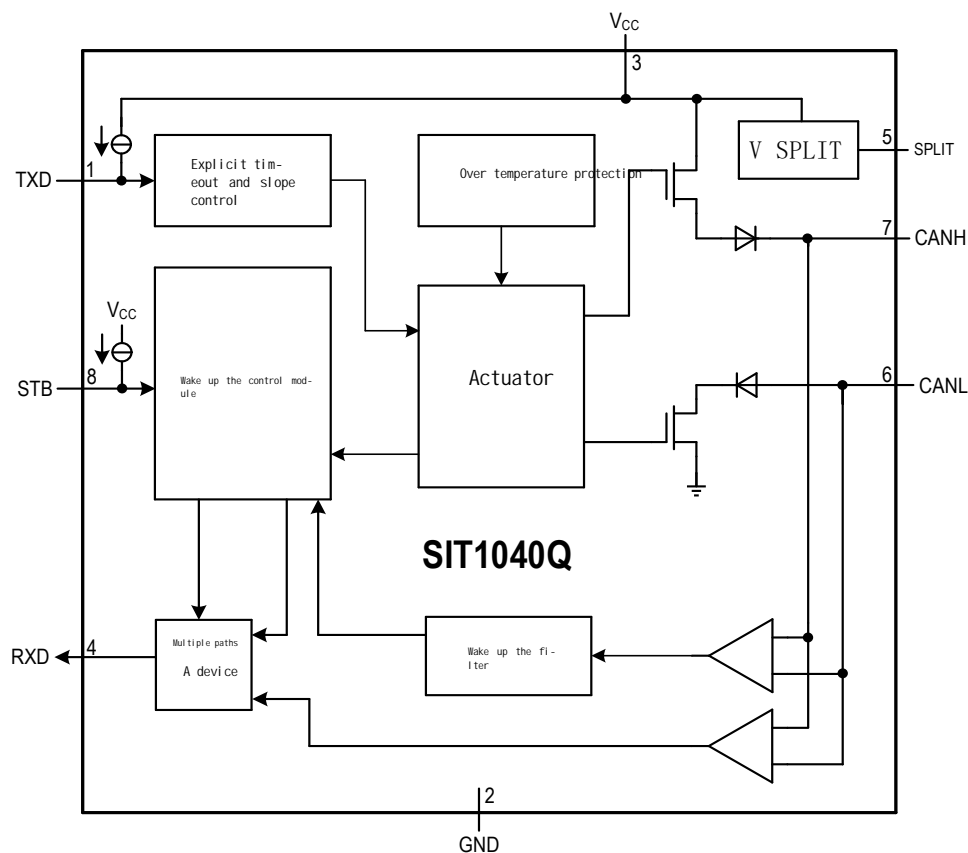 VCC
3
1
TXD
Explicit tim-
eout and slope
control
Over temperature protection
V SPLIT
5
SPLIT
7
CANH
VCC
8
STB
Wake up the control mod-
ule
Actuator
6
CANL
SIT1040Q
4
RXD
Multiple paths
A device
Wake up the fi-
lter
2
GND